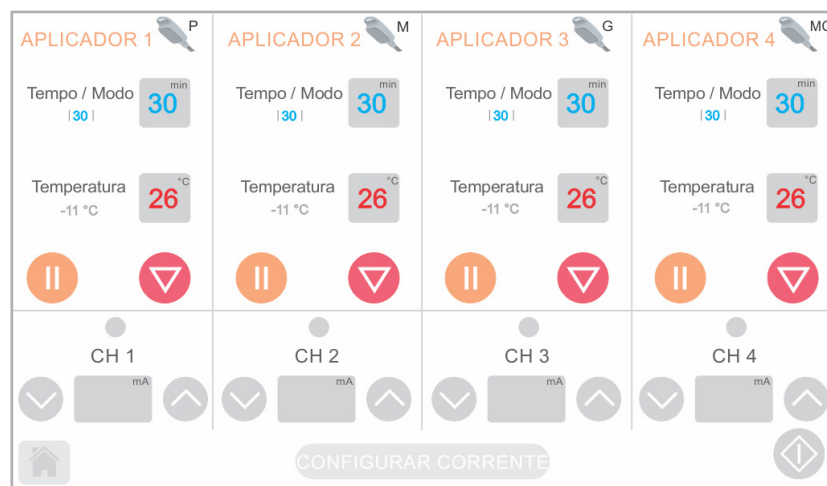 APLICADOR 1 P
Tempo / Modo
|30|
30 min
Temperatura
-11 °C
26 °C
APLICADOR 2 M
Tempo / Modo
|30|
30 min
Temperatura
-11 °C
26 °C
APLICADOR 3 G
Tempo / Modo
|30|
30 min
Temperatura
-11 °C
26 °C
APLICADOR 4
Tempo / Modo
|30|
30 min
Temperatura
-11 °C
26 °C
CH 1
mA
CH 2
mA
CH 3
mA
CH 4
mA
CONFIGURAR CORRENTE